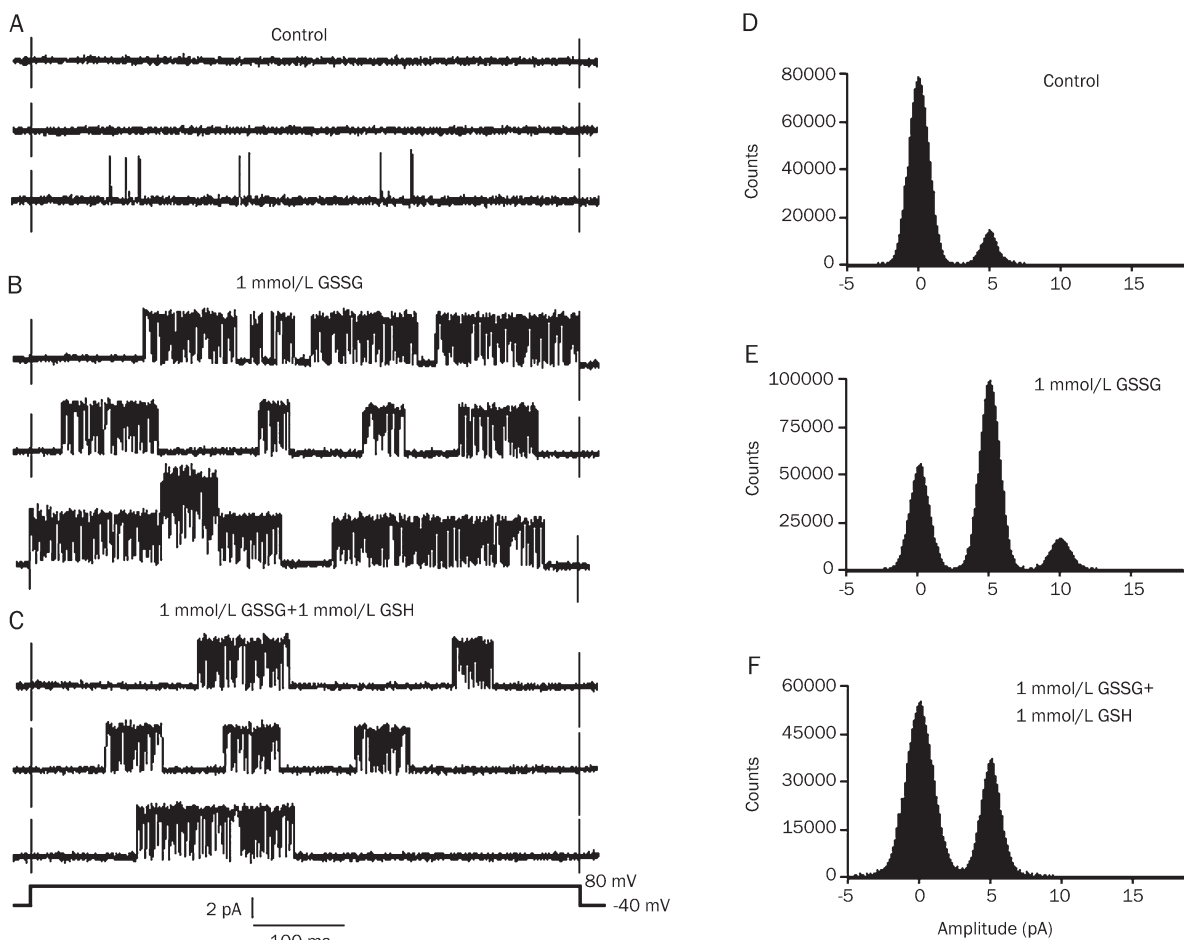 A
Control
B
1 mmol/L GSSG
C
1 mmol/L GSSG+1 mmol/L GSH
80 mV
-40 mV
2 pA
D
Control
80000
60000
40000
20000
0
Counts
-5 0 5 10 15
E
1 mmol/L GSSG
100000
75000
50000
25000
0
Counts
-5 0 5 10 15
F
1 mmol/L GSSG+
1 mmol/L GSH
60000
45000
30000
15000
0
Counts
-5 0 5 10 15
Amplitude (pA)